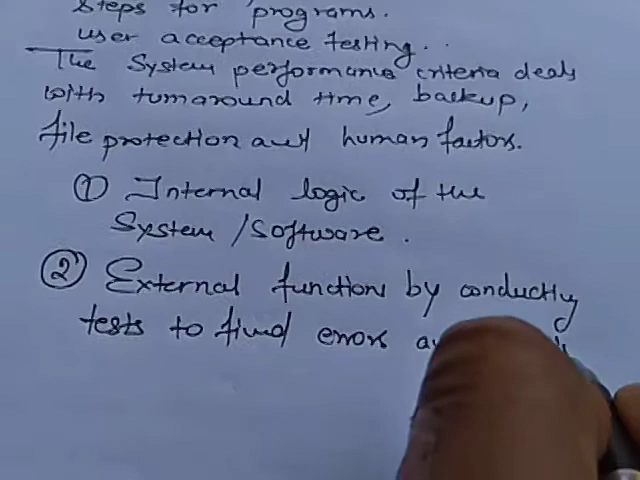 Steps for programs.
user acceptance testing..
The System performance criteria deals
with turnaround time, backup,
file protection and human factors.
① Internal logic of the
System / Software.
② External function by conducting
tests to find errors